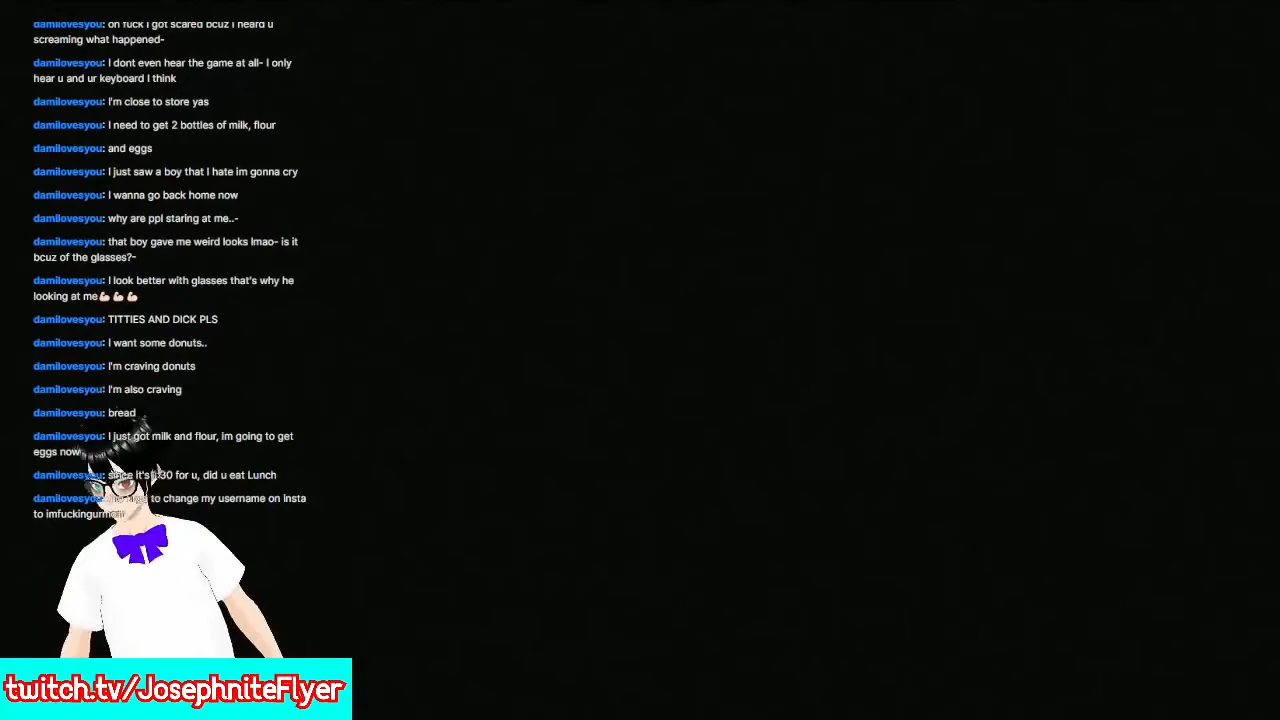 damilovesyou: oh fuck I got scared bcuz I heard u
screaming what happened-
damilovesyou: I dont even hear the game at all- I only
hear u and ur keyboard I think
damilovesyou: I'm close to store yas
damilovesyou: I need to get 2 bottles of milk, flour
damilovesyou: and eggs
damilovesyou: I just saw a boy that I hate im gonna cry
damilovesyou: I wanna go back home now
damilovesyou: why are ppl staring at me..-
damilovesyou: that boy gave me weird looks lmao- is it
bcuz of the glasses?-
damilovesyou: I look better with glasses that's why he
looking at me💪🏻💪🏻💪🏻
damilovesyou: TITTIES AND DICK PLS
damilovesyou: I want some donuts..
damilovesyou: I'm craving donuts
damilovesyou: I'm also craving
damilovesyou: bread
damilovesyou: I just got milk and flour, im going to get
eggs now
damilovesyou: since it's :30 for u, did u eat Lunch
damilovesyou: to change my username on insta
to
twitch.tv/JosephniteFlyer